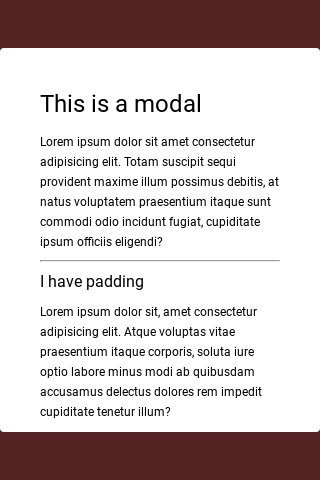 This is a modal
Lorem ipsum dolor sit amet consectetur
adipisicing elit. Totam suscipit sequi
provident maxime illum possimus debitis, at
natus voluptatem praesentium itaque sunt
commodi odio incidunt fugiat, cupiditate
ipsum officiis eligendi?
I have padding
Lorem ipsum dolor sit, amet consectetur
adipisicing elit. Atque voluptas vitae
praesentium itaque corporis, soluta iure
optio labore minus modi ab quibusdam
accusamus delectus dolores rem impedit
cupiditate tenetur illum?